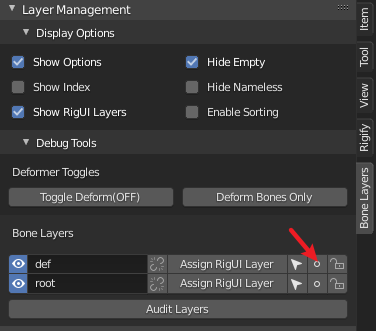 Layer Management
Display Options
Show Options Hide Empty
Show Index Hide Nameless
Show RigUI Layers Enable Sorting
Debug Tools
Deformer Toggles
Toggle Deform(OFF) Deform Bones Only
Bone Layers
def Assign RigUI Layer
root Assign RigUI Layer
Audit Layers
Item
Tool
View
Rigify
Bone Layers